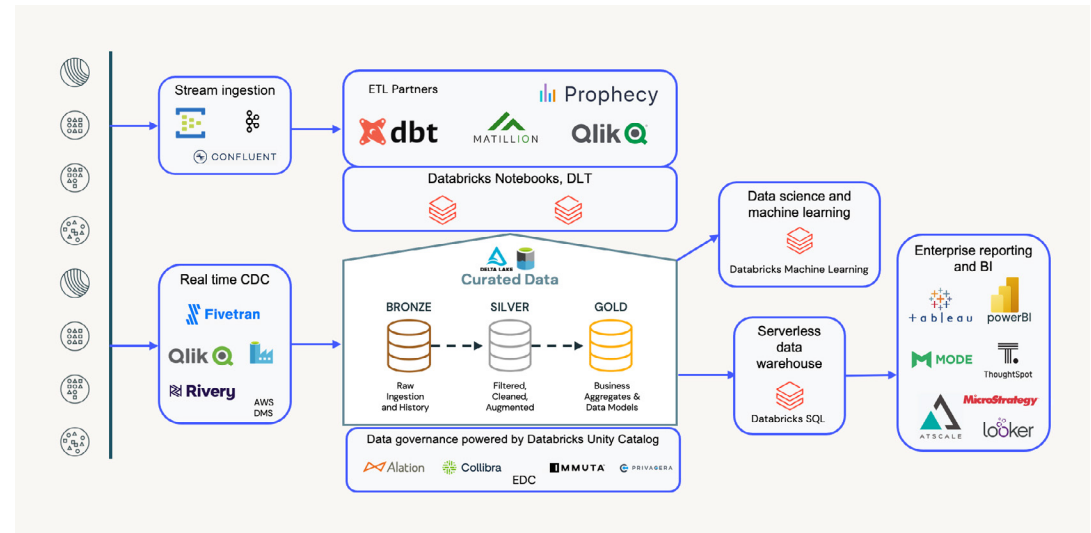 Stream ingestion
CONFLUENT
ETL Partners
Prophecy
dbt
MATILLION
Qlik
Databricks Notebooks, DLT
Data science and
machine learning
Databricks Machine Learning
Real time CDC
Fivetran
Qlik
Rivery
AWS
DMS
DELTA LAKE
Curated Data
BRONZE
SILVER
GOLD
Raw
Ingestion
and History
Filtered,
Cleaned,
Augmented
Business
Aggregates &
Data Models
Serverless
data
warehouse
Databricks SQL
Enterprise reporting
and BI
+ableau
powerBI
MODE
T.
ThoughtSpot
MicroStrategy
ATSCALE
looker
Data governance powered by Databricks Unity Catalog
Alation
Collibra
IMMUTA
PRIVACERA
EDC